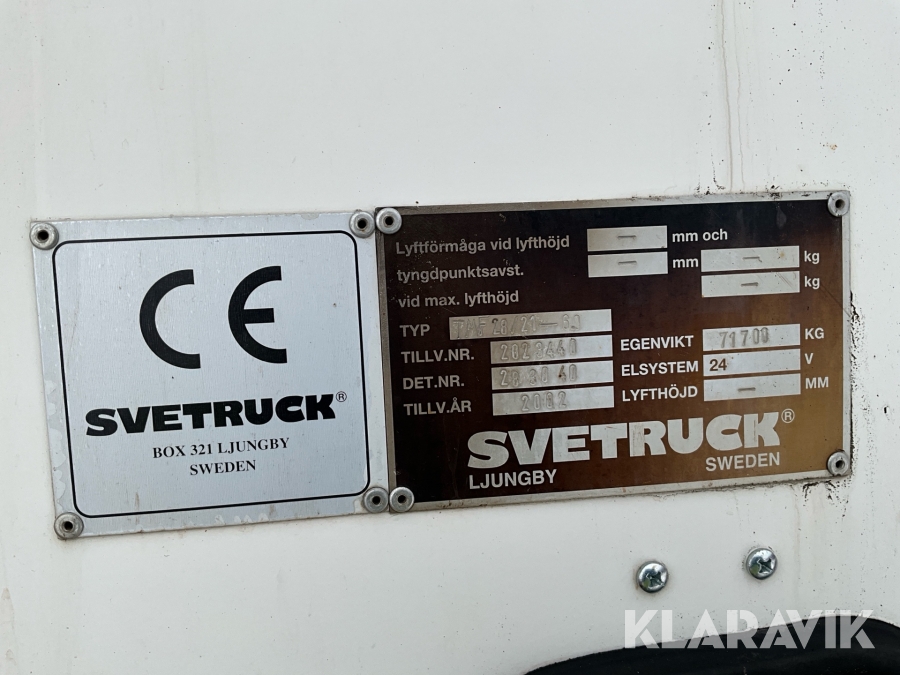 CE
SVETRUCK®
BOX 321 LJUNGBY
SWEDEN
Lyftförmåga vid lyfthöjd – mm och
tyngdpunktsavst. – mm – kg
vid max. lyfthöjd – kg
TYP
TILLV.NR. 2828440 EGENVIKT 71700 KG
DET.NR. ELSYSTEM 24 V
TILLV.ÅR 2002 LYFTHÖJD – MM
SVETRUCK®
LJUNGBY SWEDEN
KLARAVIK